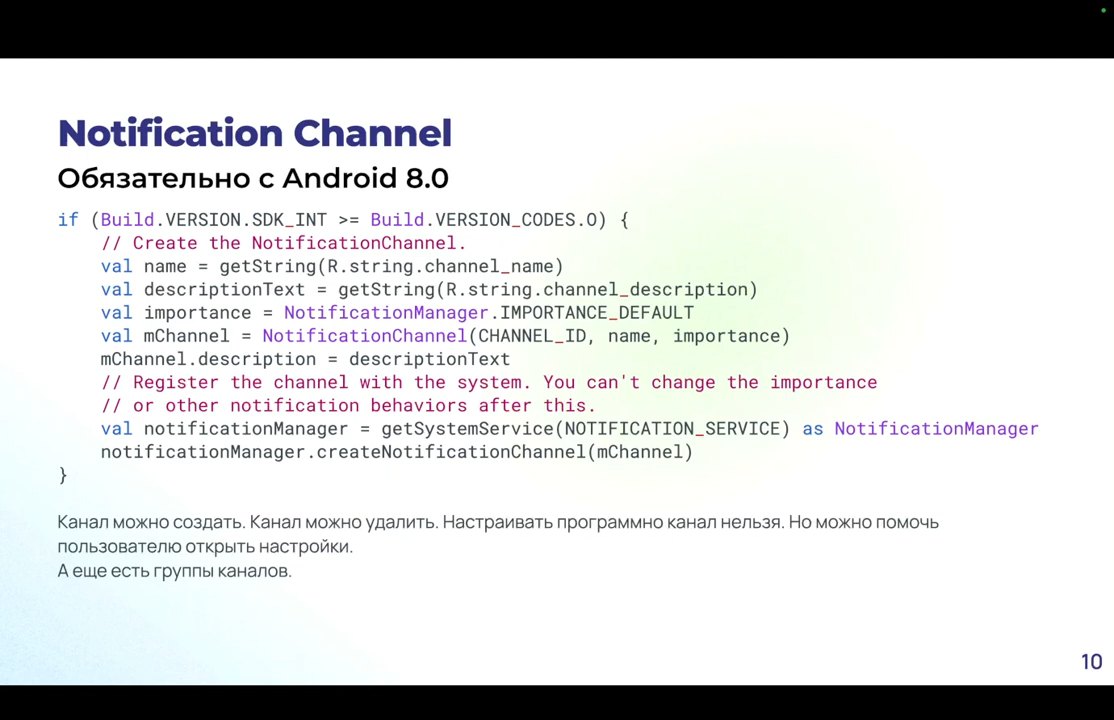 Notification Channel
Обязательно с Android 8.0
if (Build.VERSION.SDK_INT >= Build.VERSION_CODES.O) {
    // Create the NotificationChannel.
    val name = getString(R.string.channel_name)
    val descriptionText = getString(R.string.channel_description)
    val importance = NotificationManager.IMPORTANCE_DEFAULT
    val mChannel = NotificationChannel(CHANNEL_ID, name, importance)
    mChannel.description = descriptionText
    // Register the channel with the system. You can't change the importance
    // or other notification behaviors after this.
    val notificationManager = getSystemService(NOTIFICATION_SERVICE) as NotificationManager
    notificationManager.createNotificationChannel(mChannel)
}
Канал можно создать. Канал можно удалить. Настраивать программно канал нельзя. Но можно помочь
пользователю открыть настройки.
А еще есть группы каналов.
10